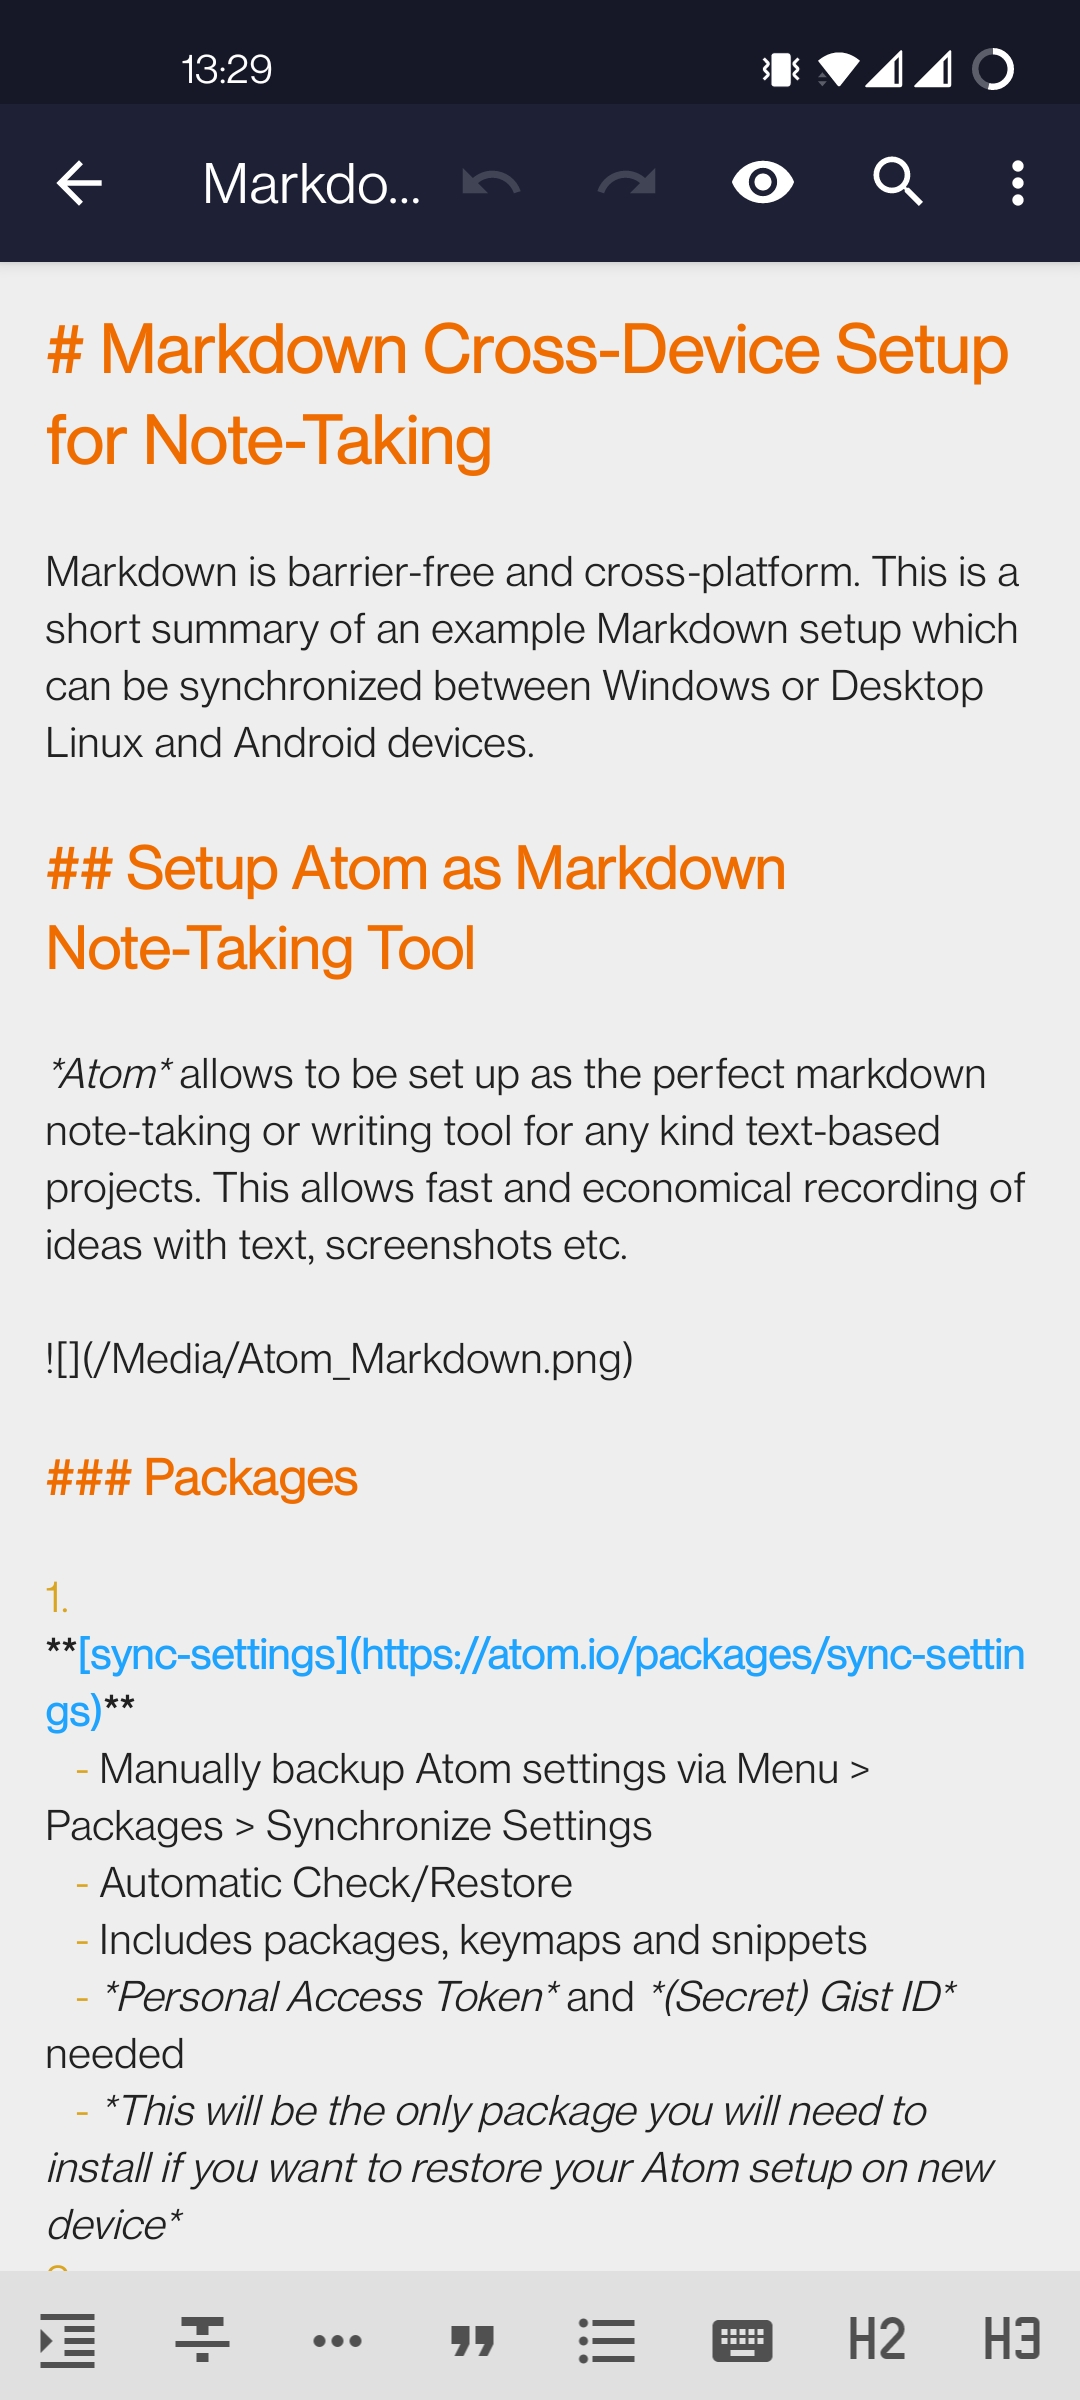 13:29
Markdo...
# Markdown Cross-Device Setup
for Note-Taking
Markdown is barrier-free and cross-platform. This is a
short summary of an example Markdown setup which
can be synchronized between Windows or Desktop
Linux and Android devices.
## Setup Atom as Markdown
Note-Taking Tool
*Atom* allows to be set up as the perfect markdown
note-taking or writing tool for any kind text-based
projects. This allows fast and economical recording of
ideas with text, screenshots etc.
![](/Media/Atom_Markdown.png)
### Packages
1.
**[sync-settings](https://atom.io/packages/sync-settin
gs)**
- Manually backup Atom settings via Menu >
Packages > Synchronize Settings
- Automatic Check/Restore
- Includes packages, keymaps and snippets
- *Personal Access Token* and *(Secret) Gist ID*
needed
- *This will be the only package you will need to
install if you want to restore your Atom setup on new
device*
H2 H3